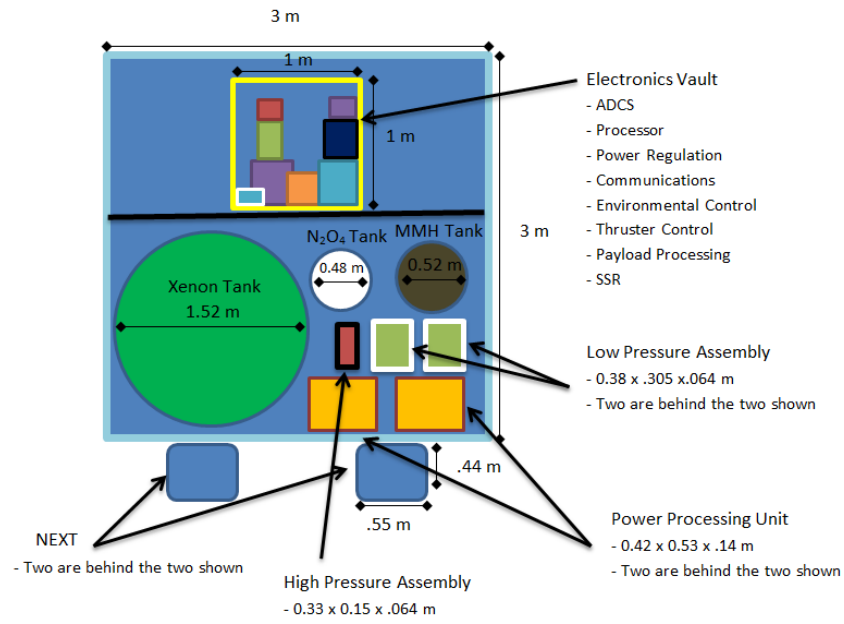 3 m
1 m
1 m
Electronics Vault
- ADCS
- Processor
- Power Regulation
- Communications
- Environmental Control
- Thruster Control
- Payload Processing
- SSR
3 m
N₂O₄ Tank
MMH Tank
0.48 m
0.52 m
Xenon Tank
1.52 m
Low Pressure Assembly
- 0.38 x .305 x.064 m
- Two are behind the two shown
.44 m
.55 m
Power Processing Unit
- 0.42 x 0.53 x .14 m
- Two are behind the two shown
NEXT
- Two are behind the two shown
High Pressure Assembly
- 0.33 x 0.15 x .064 m